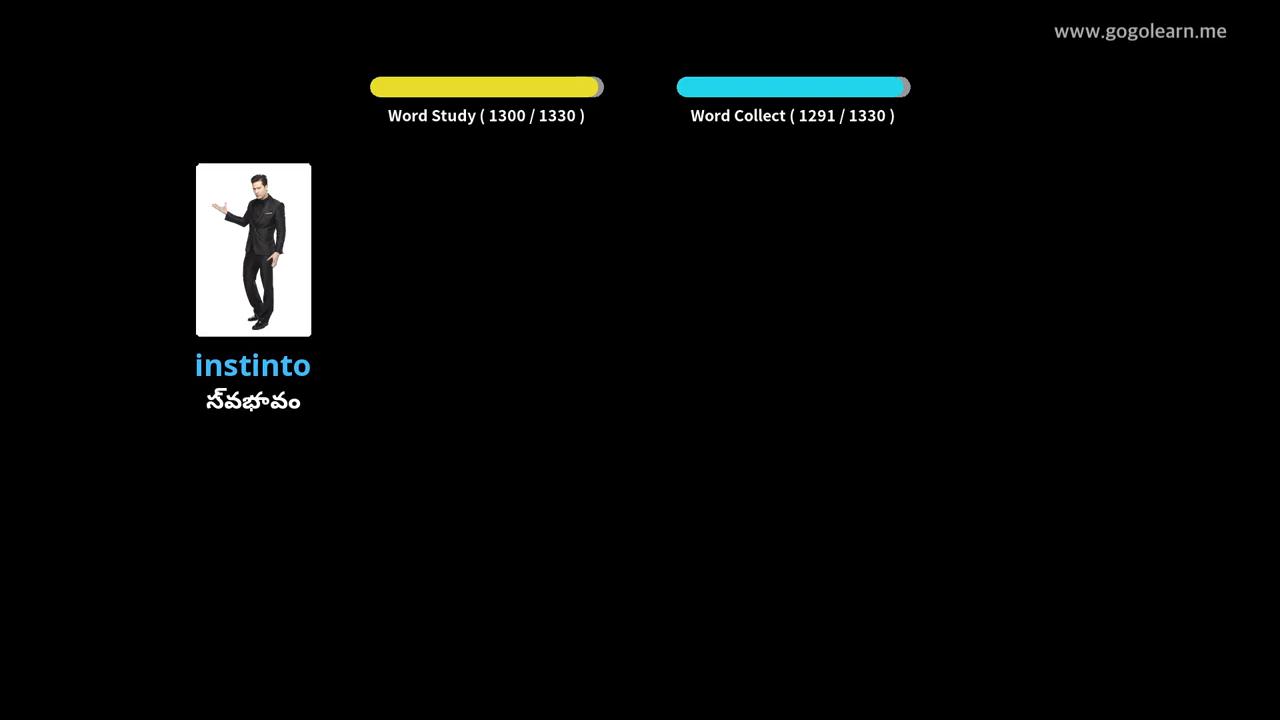 www.gogolearn.me
Word Study ( 1300 / 1330 )
Word Collect ( 1291 / 1330 )
instinto
స్వభావం